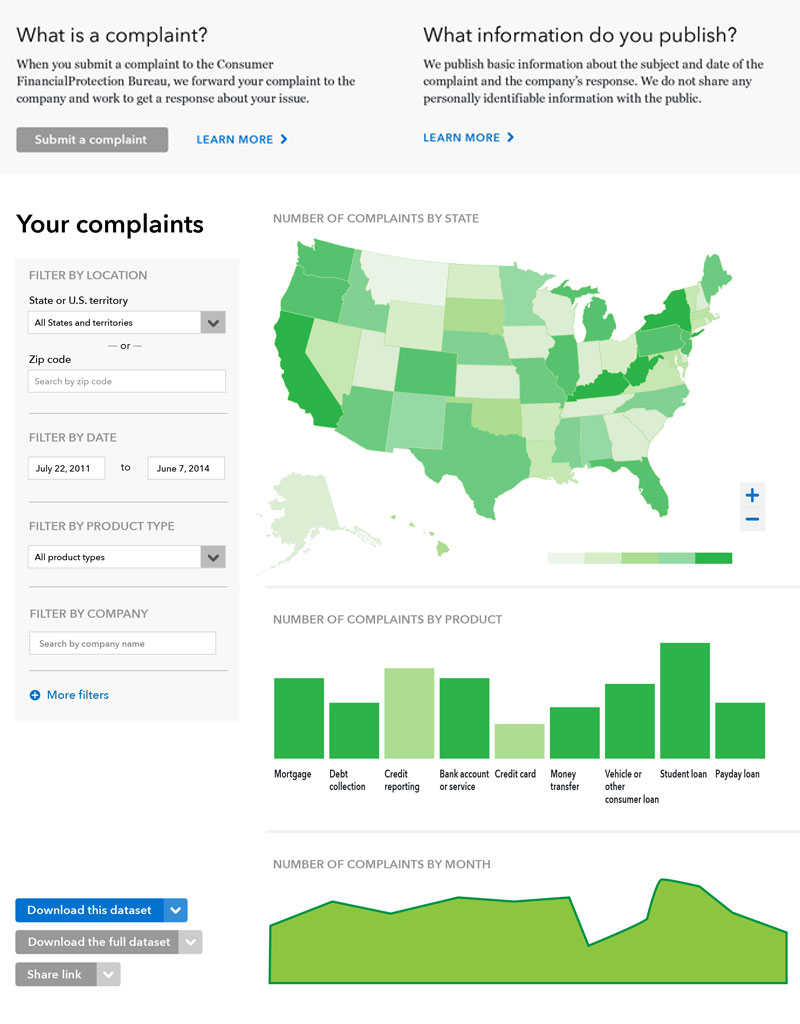 What is a complaint?
When you submit a complaint to the Consumer
FinancialProtection Bureau, we forward your complaint to the
company and work to get a response about your issue.
Submit a complaint
LEARN MORE
What information do you publish?
We publish basic information about the subject and date of the
complaint and the company's response. We do not share any
personally identifiable information with the public.
LEARN MORE
Your complaints
FILTER BY LOCATION
State or U.S. territory
All States and territories
— or —
Zip code
Search by zip code
FILTER BY DATE
July 22, 2011
to
June 7, 2014
FILTER BY PRODUCT TYPE
All product types
FILTER BY COMPANY
Search by company name
More filters
Download this dataset
Download the full dataset
Share link
NUMBER OF COMPLAINTS BY STATE
NUMBER OF COMPLAINTS BY PRODUCT
Mortgage
Debt
collection
Credit
reporting
Bank account
or service
Credit card
Money
transfer
Vehicle or
other
consumer loan
Student loan
Payday loan
NUMBER OF COMPLAINTS BY MONTH